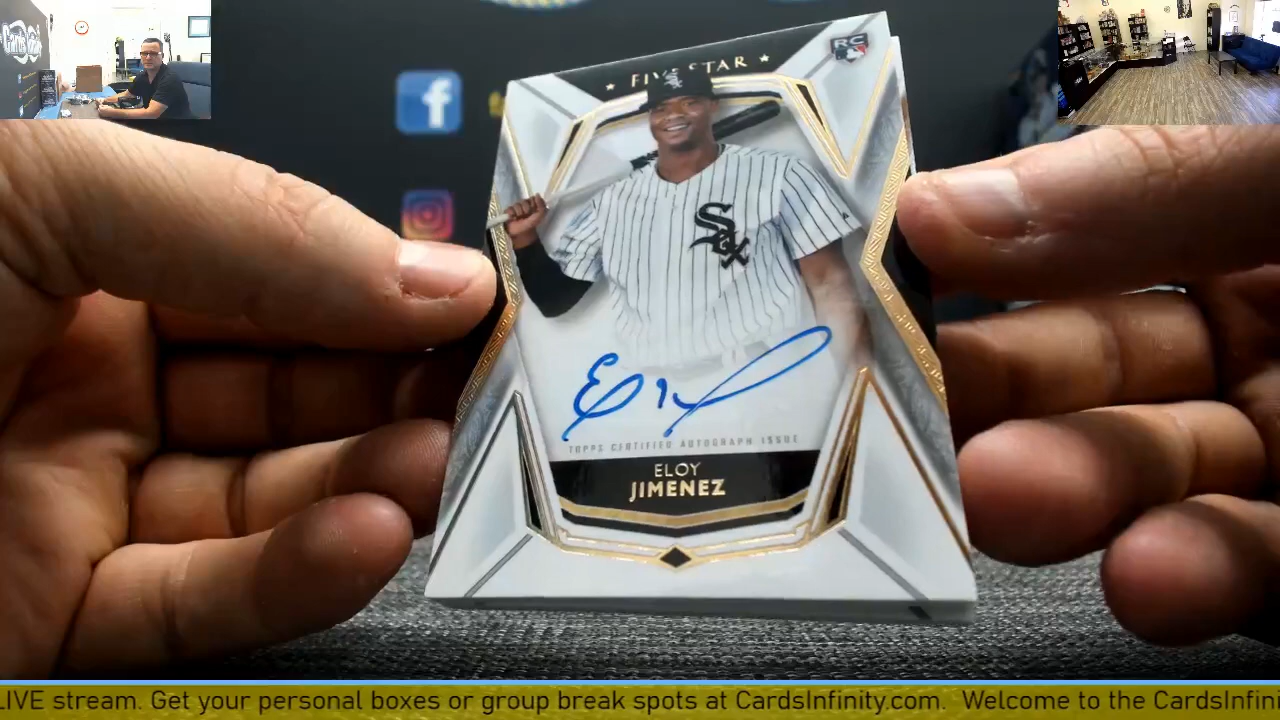 RC
FIVE STAR
Sox
TOPPS CERTIFIED AUTOGRAPH ISSUE
ELOY
JIMENEZ
LIVE stream. Get your personal boxes or group break spots at CardsInfinity.com. Welcome to the CardsInfin